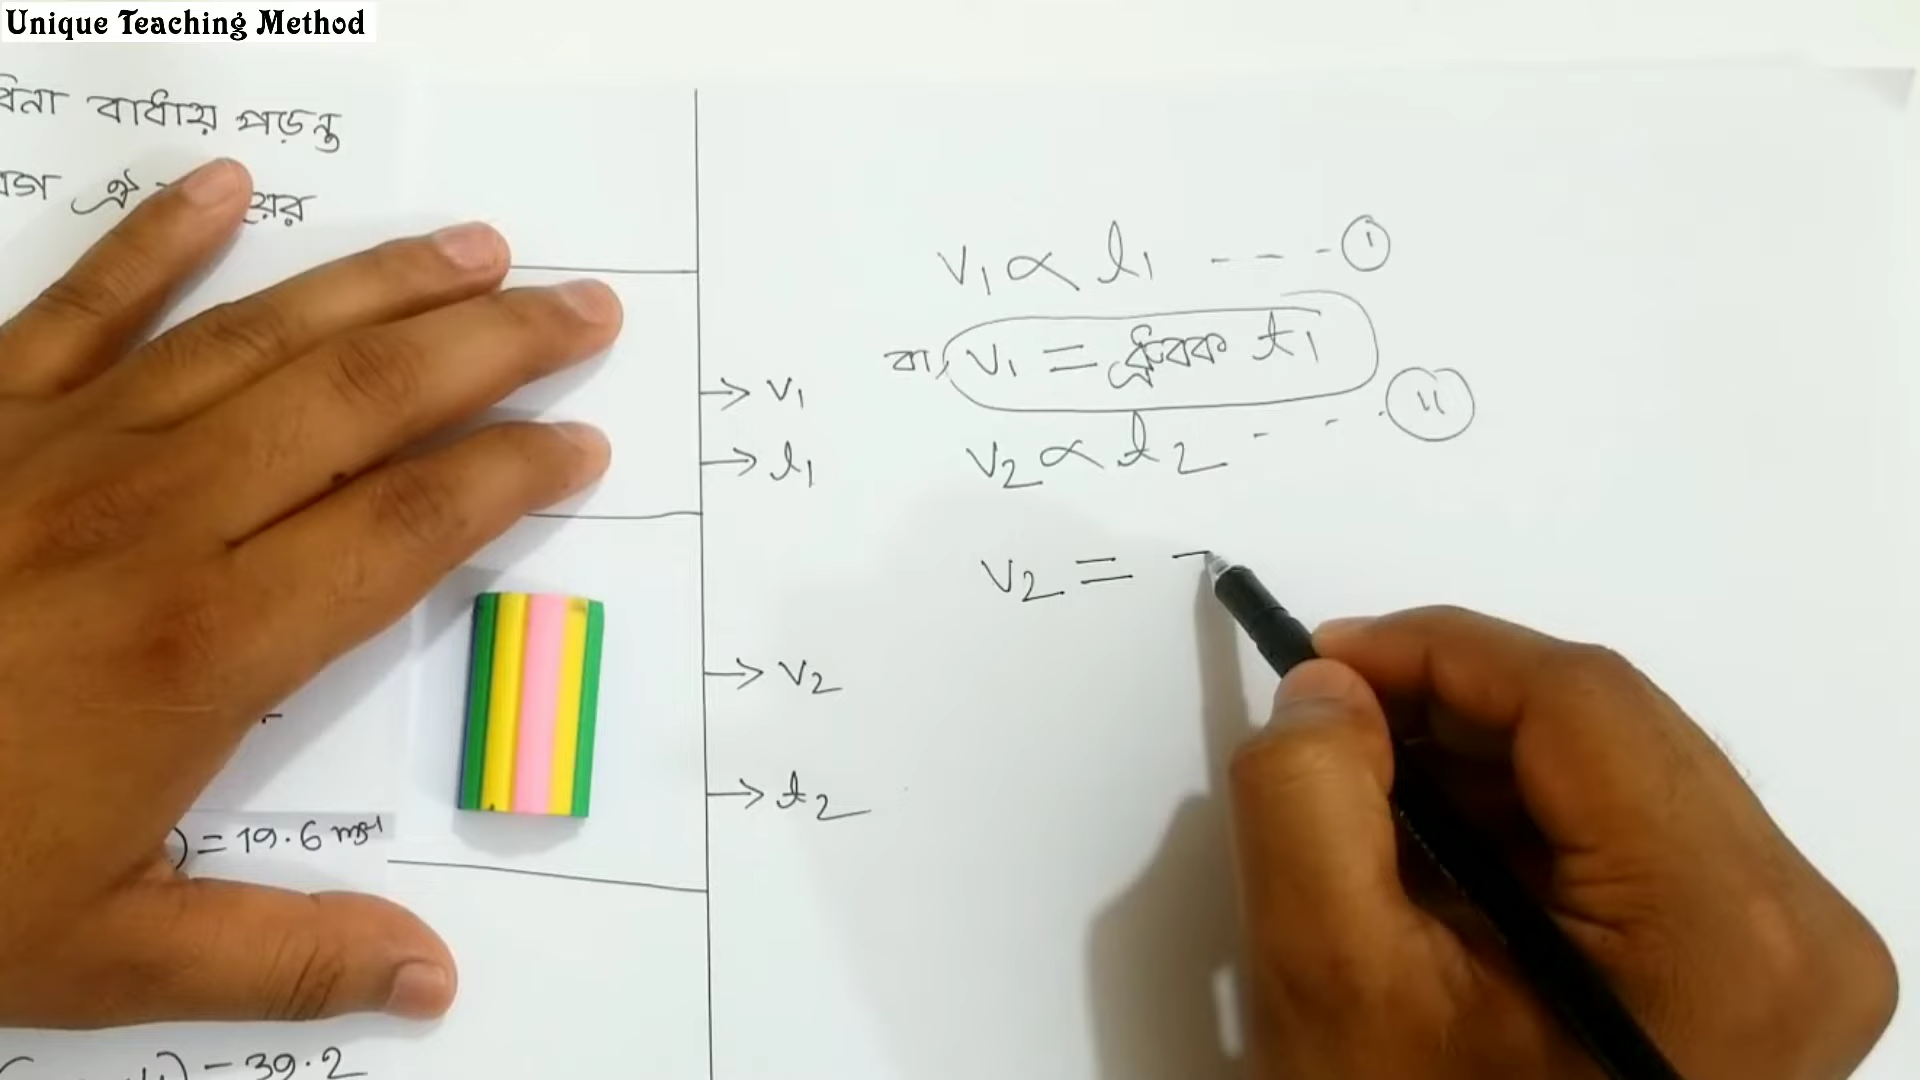 Unique Teaching Method
বিনা বাধায় পড়ন্ত
ঐ
v₁ ∝ t₁ - - - - (i)
বা, v₁ = ধ্রুবক t₁
v₂ ∝ t₂ - - - (ii)
v₂ =
→ v₁
→ t₁
→ v₂
→ t₂
) = 19.6 ms⁻¹
) = 39.2